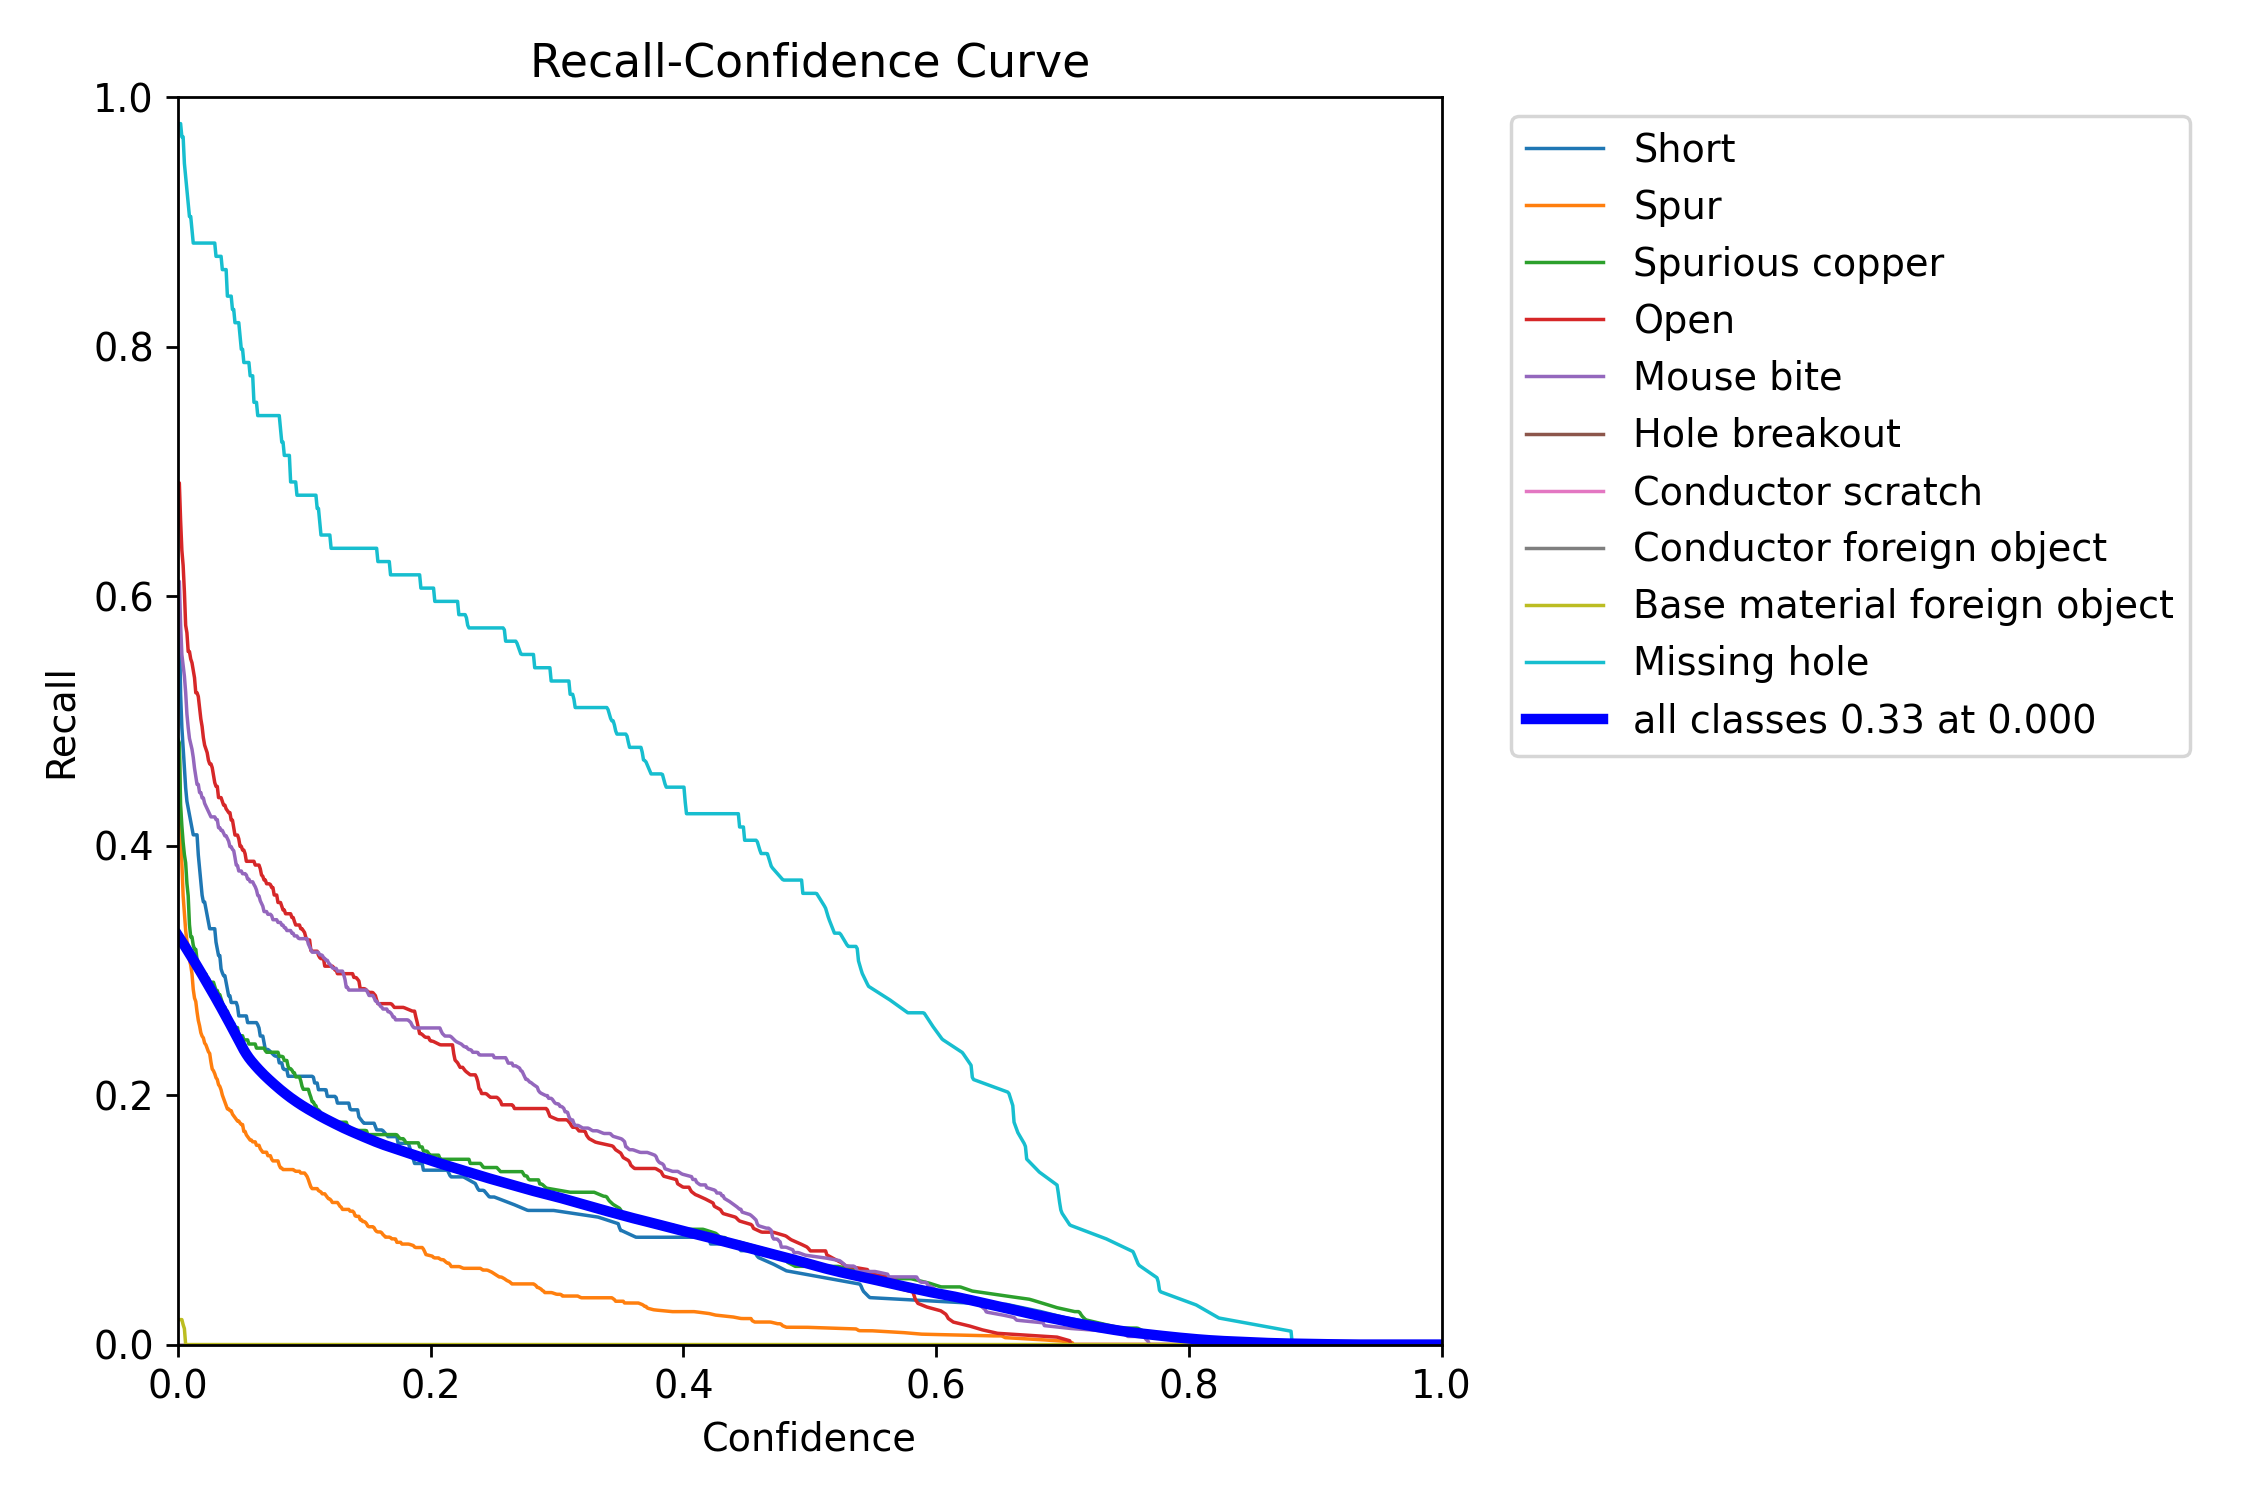 Recall-Confidence Curve
1.0
0.8
0.6
0.4
0.2
0.0
Recall
0.0 0.2 0.4 0.6 0.8 1.0
Confidence
Short
Spur
Spurious copper
Open
Mouse bite
Hole breakout
Conductor scratch
Conductor foreign object
Base material foreign object
Missing hole
all classes 0.33 at 0.000